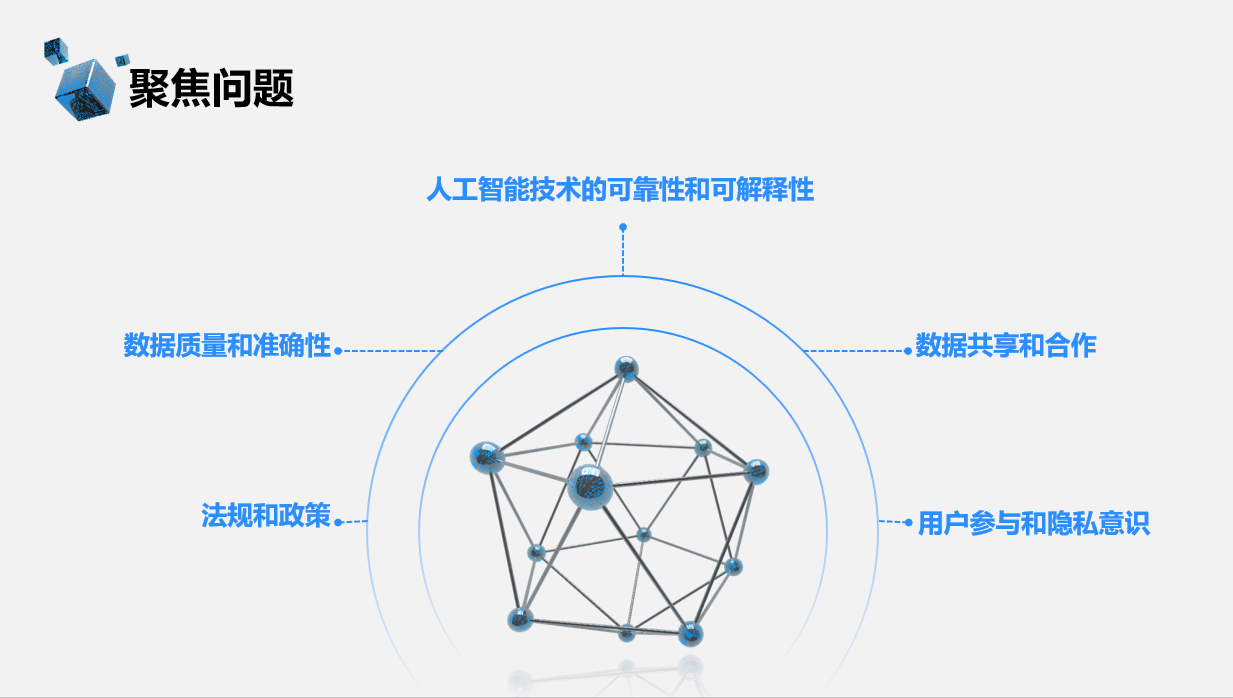 聚焦问题
人工智能技术的可靠性和可解释性
数据质量和准确性
数据共享和合作
法规和政策
用户参与和隐私意识